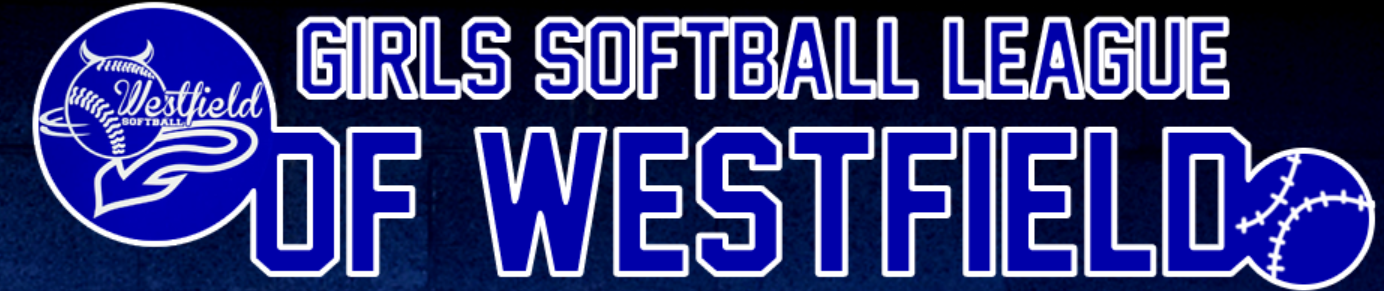 Westfield
SOFTBALL
GIRLS SOFTBALL LEAGUE
OF WESTFIELD